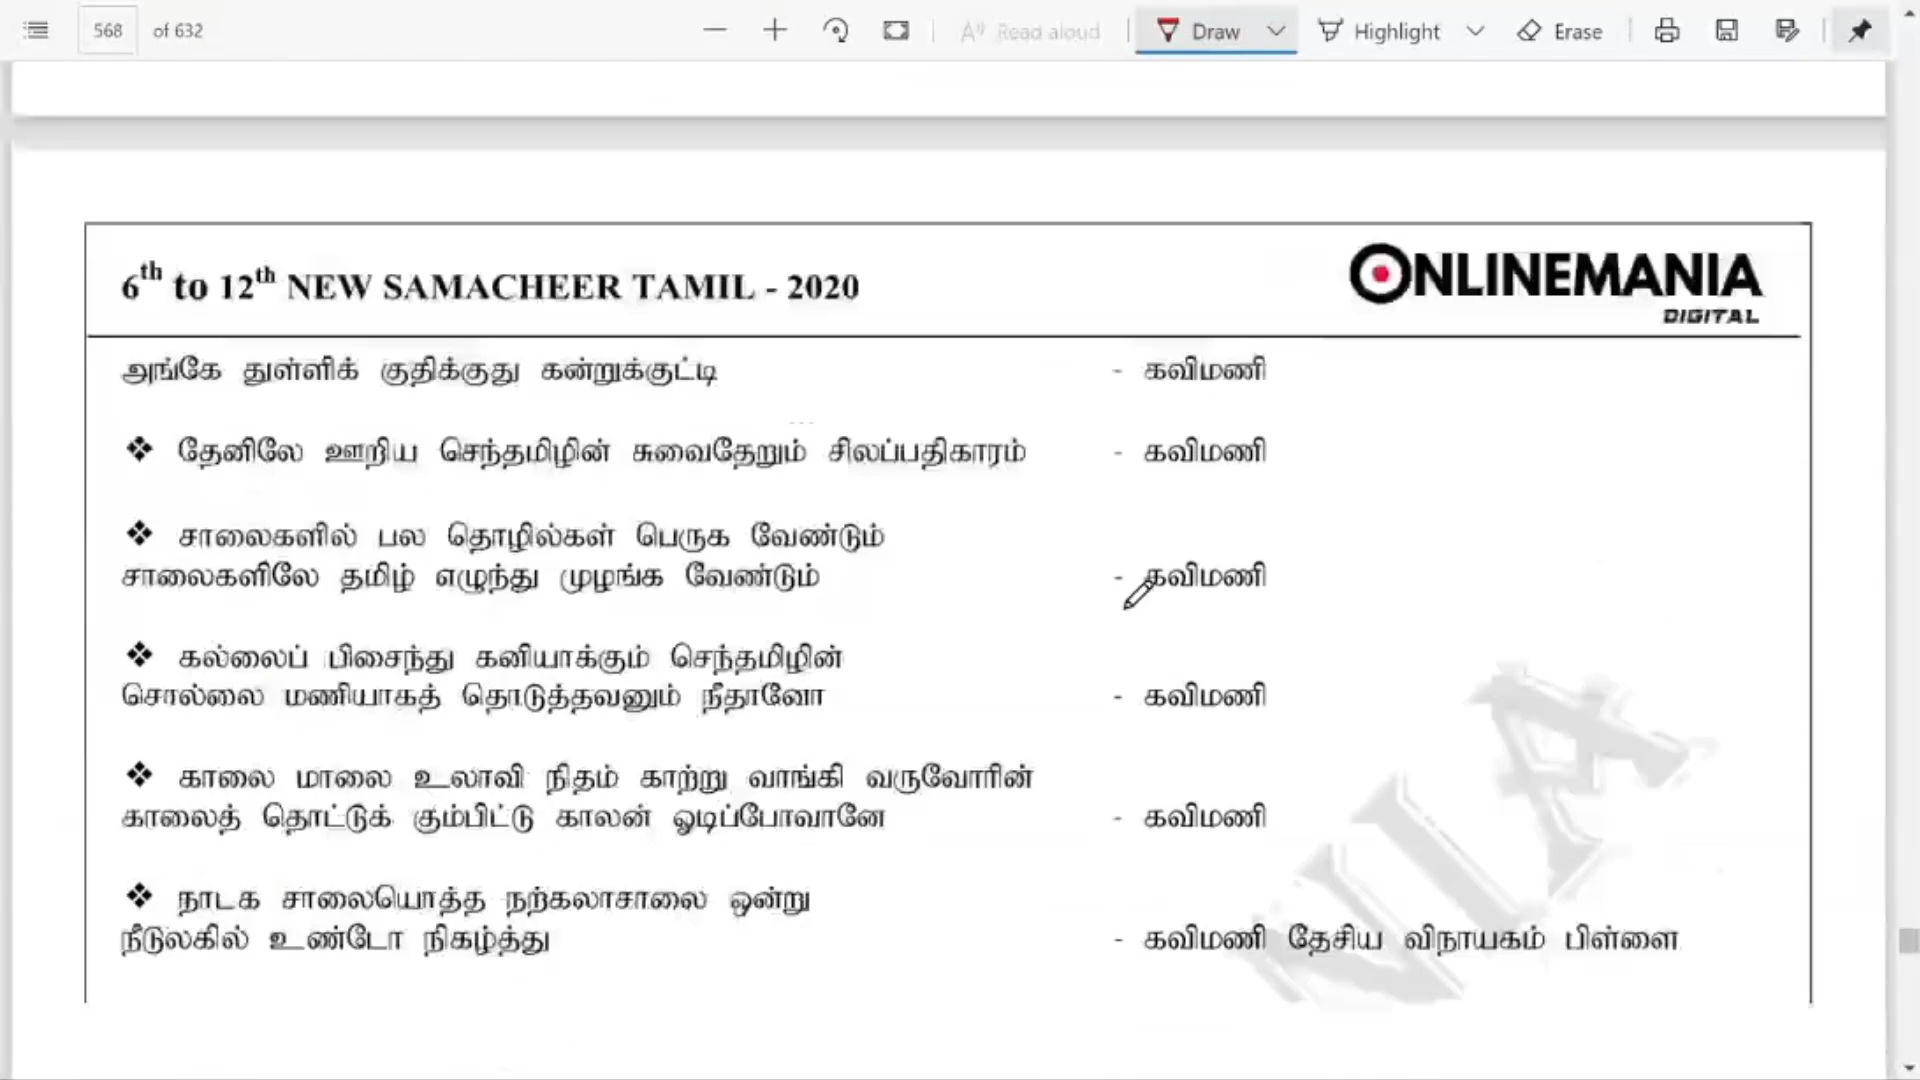 568 of 632 Read aloud Draw Highlight Erase
6th to 12th NEW SAMACHEER TAMIL - 2020 ONLINEMANIA
DIGITAL
அங்கே துள்ளிக் குதிக்குது கன்றுக்குட்டி - கவிமணி
❖ தேனிலே ஊறிய செந்தமிழின் சுவைதேறும் சிலப்பதிகாரம் - கவிமணி
❖ சாலைகளில் பல தொழில்கள் பெருக வேண்டும்
சாலைகளிலே தமிழ் எழுந்து முழங்க வேண்டும் - கவிமணி
❖ கல்லைப் பிசைந்து கனியாக்கும் செந்தமிழின்
சொல்லை மணியாகத் தொடுத்தவனும் நீதானோ - கவிமணி
❖ காலை மாலை உலாவி நிதம் காற்று வாங்கி வருவோரின்
காலைத் தொட்டுக் கும்பிட்டு காலன் ஓடிப்போவானே - கவிமணி
❖ நாடக சாலையொத்த நற்கலாசாலை ஒன்று
நீடுலகில் உண்டோ நிகழ்த்து - கவிமணி தேசிய விநாயகம் பிள்ளை